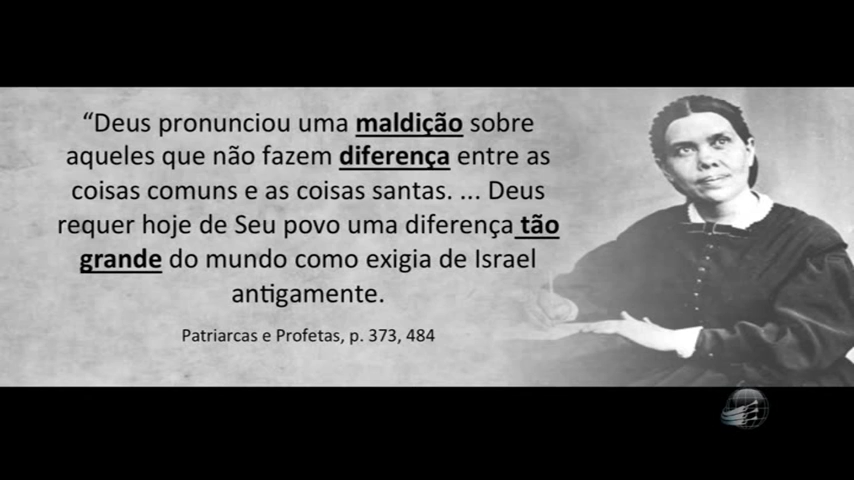 “Deus pronunciou uma maldição sobre
aqueles que não fazem diferença entre as
coisas comuns e as coisas santas. ... Deus
requer hoje de Seu povo uma diferença tão
grande do mundo como exigia de Israel
antigamente.
Patriarcas e Profetas, p. 373, 484